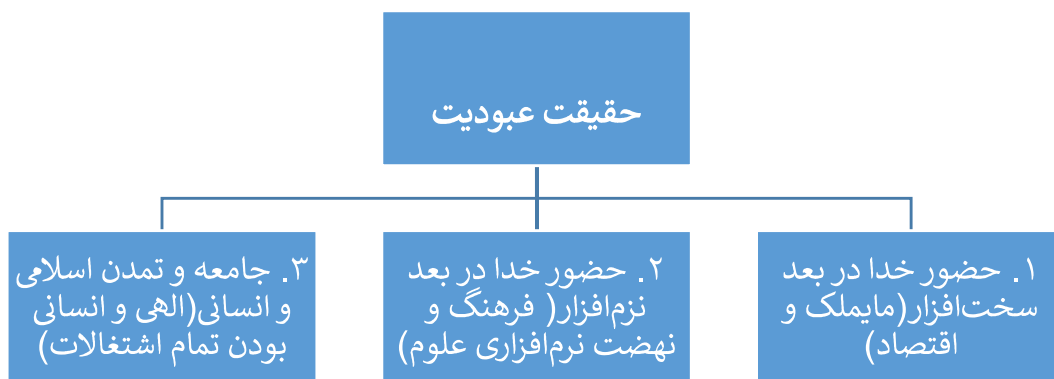 حقیقت عبودیت
۱. حضور خدا در بعد
سخت‌افزار(مایملک و
اقتصاد)
۲. حضور خدا در بعد
نزم‌افزار( فرهنگ و
نهضت نرم‌افزاری علوم)
۳. جامعه و تمدن اسلامی
و انسانی(الهی و انسانی
بودن تمام اشتغالات)